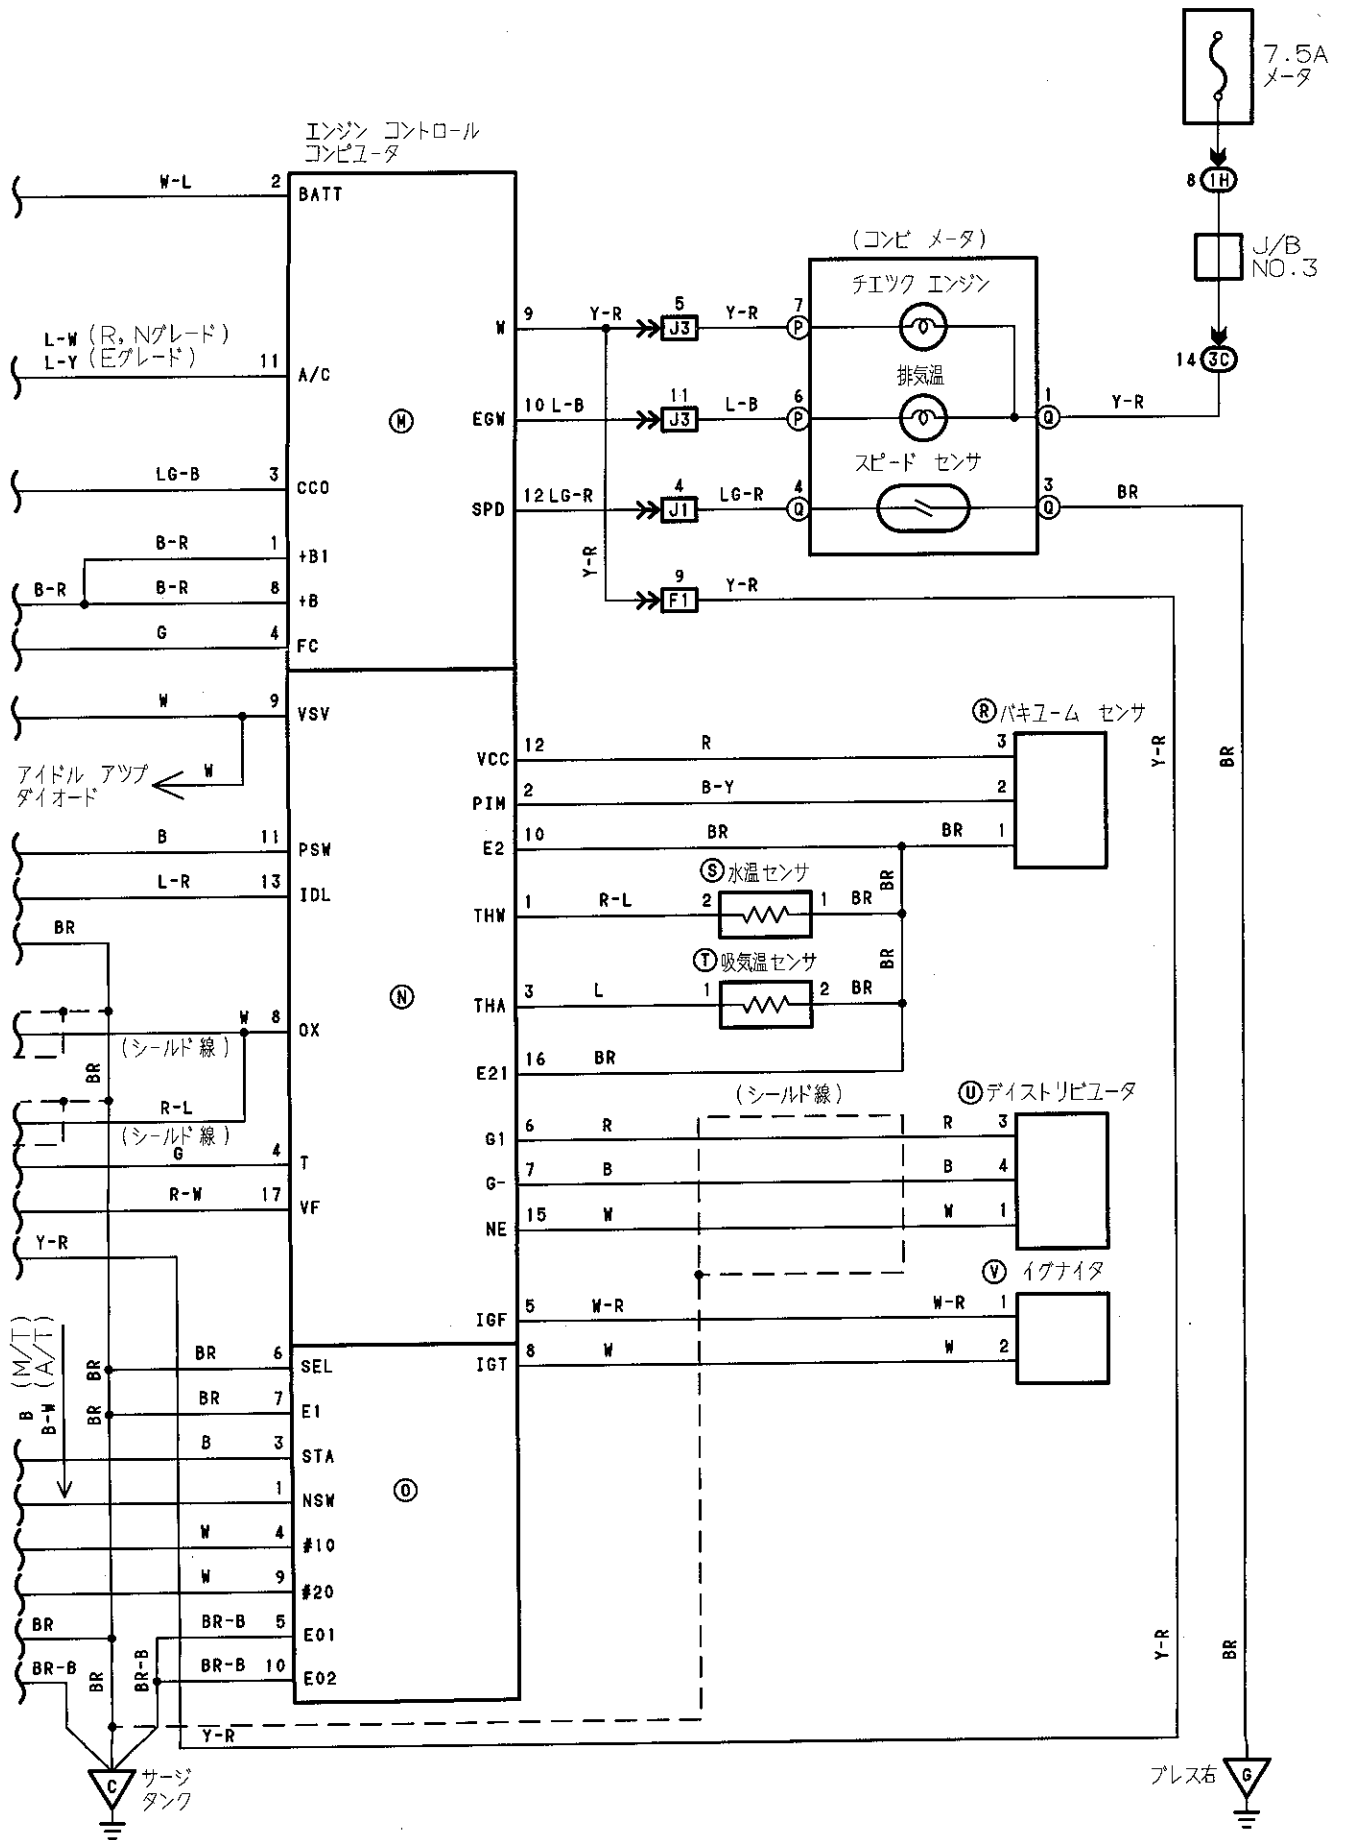 7.5A
メータ
8 1H
J/B
NO.3
14 3C
エンジン コントロール
コンピユータ
W-L 2 BATT
L-W (R,Nグレード)
L-Y (Eグレード)
11 A/C
LG-B 3 CCO
B-R 1 +B1
B-R B-R 8 +B
G 4 FC
M
W 9 Y-R 5 J3 Y-R 7 P
EGW 10 L-B 11 J3 L-B 6 P
SPD 12 LG-R 4 J1 LG-R 4 Q
Y-R 9 F1 Y-R
(コンビ メータ)
チエツク エンジン
排気温
スピード センサ
1 Q Y-R
3 Q BR
W 9 VSV
アイドル アツプ
ダイオード
W
B 11 PSW
L-R 13 IDL
BR
W 8 OX
(シールド線)
BR
R-L
(シールド線)
G 4 T
R-W 17 VF
Y-R
N
VCC 12 R 3
PIM 2 B-Y 2
E2 10 BR BR 1
R バキユーム センサ
S 水温センサ
THW 1 R-L 2 1 BR
BR
T 吸気温センサ
THA 3 L 1 2 BR
BR
E21 16 BR
(シールド線)
U デイストリビユータ
G1 6 R R 3
G- 7 B B 4
NE 15 W W 1
V イグナイタ
IGF 5 W-R W-R 1
IGT 8 W W 2
Y-R
BR
B (M/T)
B-W (A/T)
BR BR 6 SEL
BR BR 7 E1
B 3 STA
1 NSW
W 4 #10
W 9 #20
BR BR-B 5 E01
BR-B BR-B 10 E02
BR BR-B
O
Y-R
Y-R
BR
C サージ
タンク
ブレス右 G